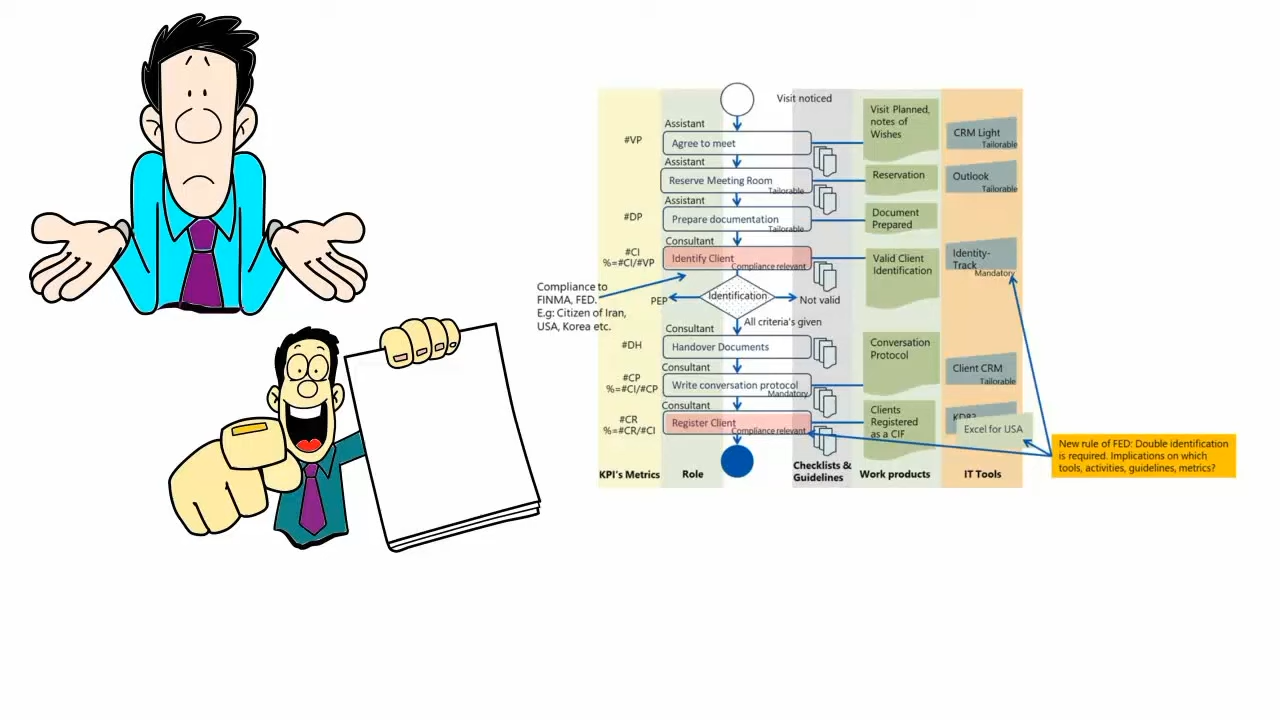 Visit noticed
Visit Planned,
notes of
Wishes
Assistant
#VP
Agree to meet
CRM Light
Tailorable
Assistant
Reserve Meeting Room
Tailorable
Reservation
Outlook
Tailorable
Assistant
#DP
Prepare documentation
Tailorable
Document
Prepared
Consultant
#CI
%=#CI/#VP
Identify Client
Compliance relevant
Valid Client
Identification
Identity-
Track
Mandatory
Compliance to
FINMA, FED.
E.g: Citizen of Iran,
USA, Korea etc.
PEP
Identification
Not valid
All criteria's given
Consultant
#DH
Handover Documents
Conversation
Protocol
Consultant
#CP
%=#CI/#CP
Write conversation protocol
Mandatory
Client CRM
Tailorable
Consultant
#CR
%=#CR/#CI
Register Client
Compliance relevant
Clients
Registered
as a CIF
Excel for USA
New rule of FED: Double identification
is required. Implications on which
tools, activities, guidelines, metrics?
KPI's Metrics
Role
Checklists &
Guidelines
Work products
IT Tools